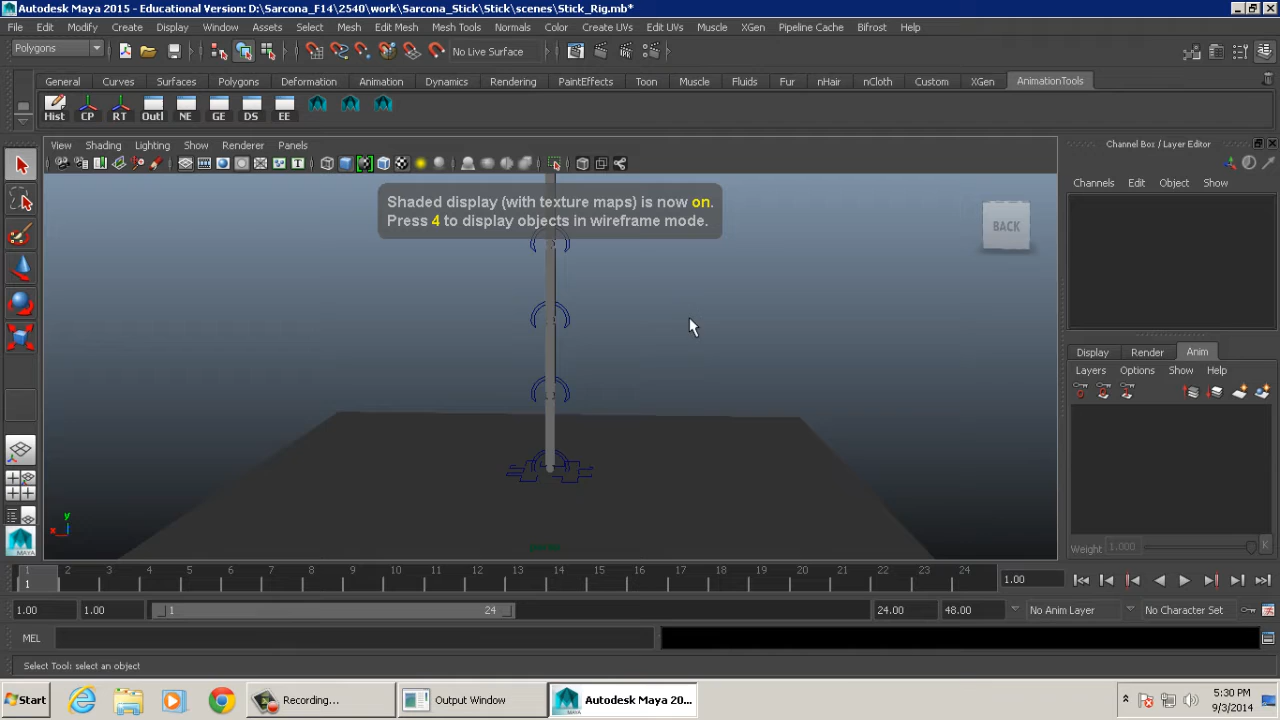 Autodesk Maya 2015 - Educational Version: D:\Sarcona_F14\2540\work\Sarcona_Stick\Stick\scenes\Stick_Rig.mb*
File Edit Modify Create Display Window Assets Select Mesh Edit Mesh Mesh Tools Normals Color Create UVs Edit UVs Muscle XGen Pipeline Cache Bifrost Help
Polygons No Live Surface
General Curves Surfaces Polygons Deformation Animation Dynamics Rendering PaintEffects Toon Muscle Fluids Fur nHair nCloth Custom XGen AnimationTools
Hist CP RT Outl NE GE DS EE
View Shading Lighting Show Renderer Panels
Channel Box / Layer Editor
Channels Edit Object Show
Shaded display (with texture maps) is now on.
Press 4 to display objects in wireframe mode.
BACK
Display Render Anim
Layers Options Show Help
y
x
MAYA
Weight 1.000 K
1 2 3 4 5 6 7 8 9 10 11 12 13 14 15 16 17 18 19 20 21 22 23 24
1 1.00
1.00 1.00 1 24 24.00 48.00 No Anim Layer No Character Set
MEL
Select Tool: select an object
Start Recording... Output Window Autodesk Maya 20...
5:30 PM
9/3/2014